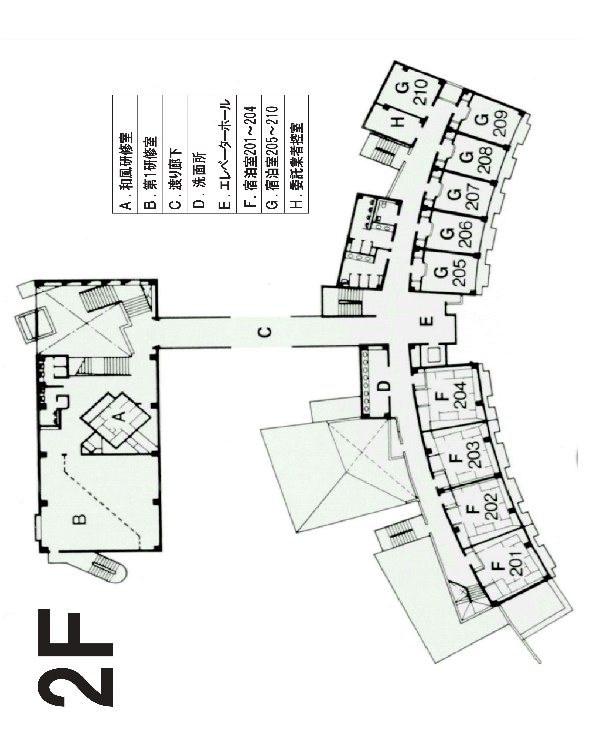 2F
A．和風研修室
B．第1研修室
C．渡り廊下
D．洗面所
E．エレベーターホール
F．宿泊室201～204
G．宿泊室205～210
H．委託業者控室
B
A
C
D
E
F
201
F
202
F
203
F
204
G
205
G
206
G
207
G
208
G
209
G
210
H